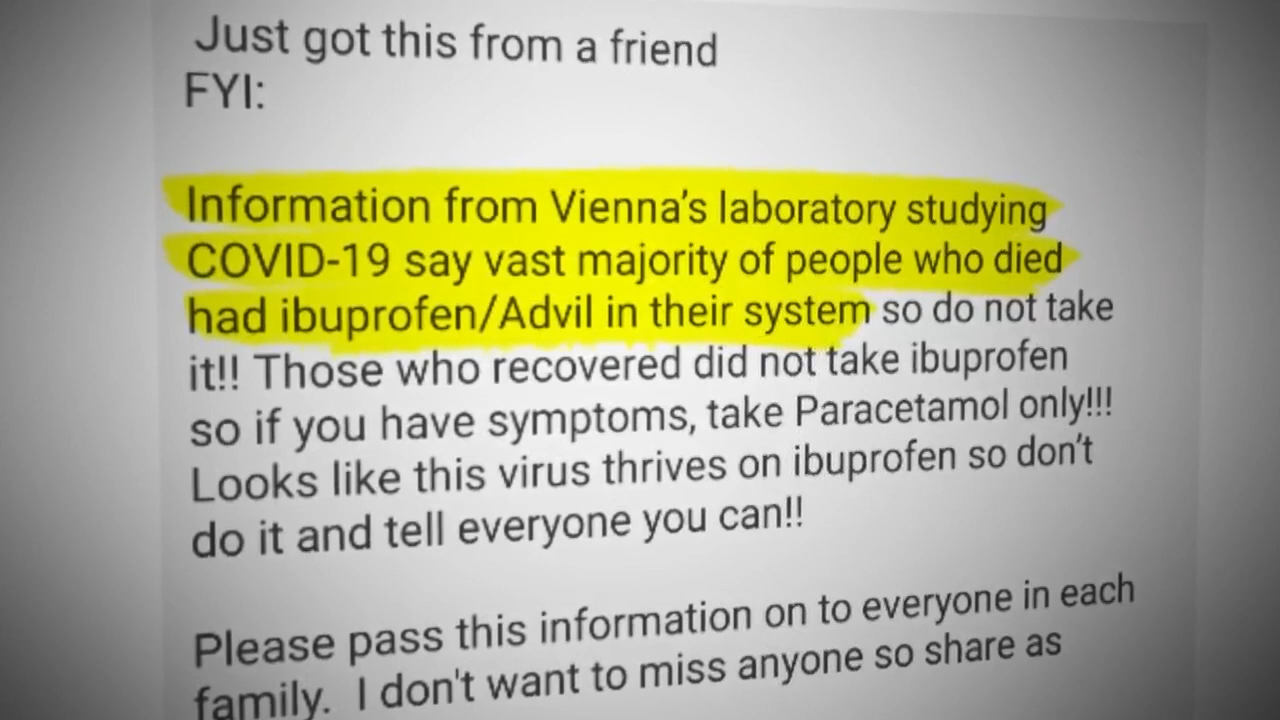 Just got this from a friend
FYI:
Information from Vienna's laboratory studying
COVID-19 say vast majority of people who died
had ibuprofen/Advil in their system so do not take
it!! Those who recovered did not take ibuprofen
so if you have symptoms, take Paracetamol only!!!
Looks like this virus thrives on ibuprofen so don't
do it and tell everyone you can!!
Please pass this information on to everyone in each
family.  I don't want to miss anyone so share as